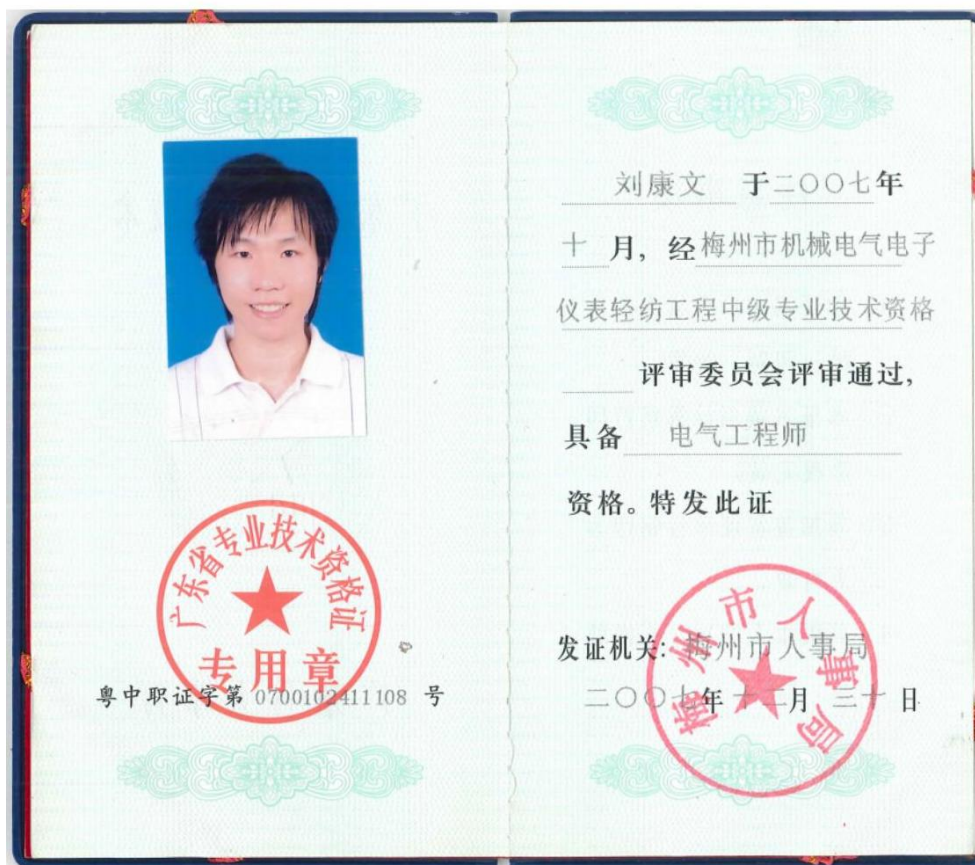 广东省专业技术资格证
专用章
粤中职证字第 0700102411108 号
刘康文 于二〇〇七年
十月，经梅州市机械电气电子
仪表轻纺工程中级专业技术资格
评审委员会评审通过，
具备 电气工程师
资格。特发此证
发证机关：梅州市人事局
二〇〇七年十二月三十日
梅州市人事局